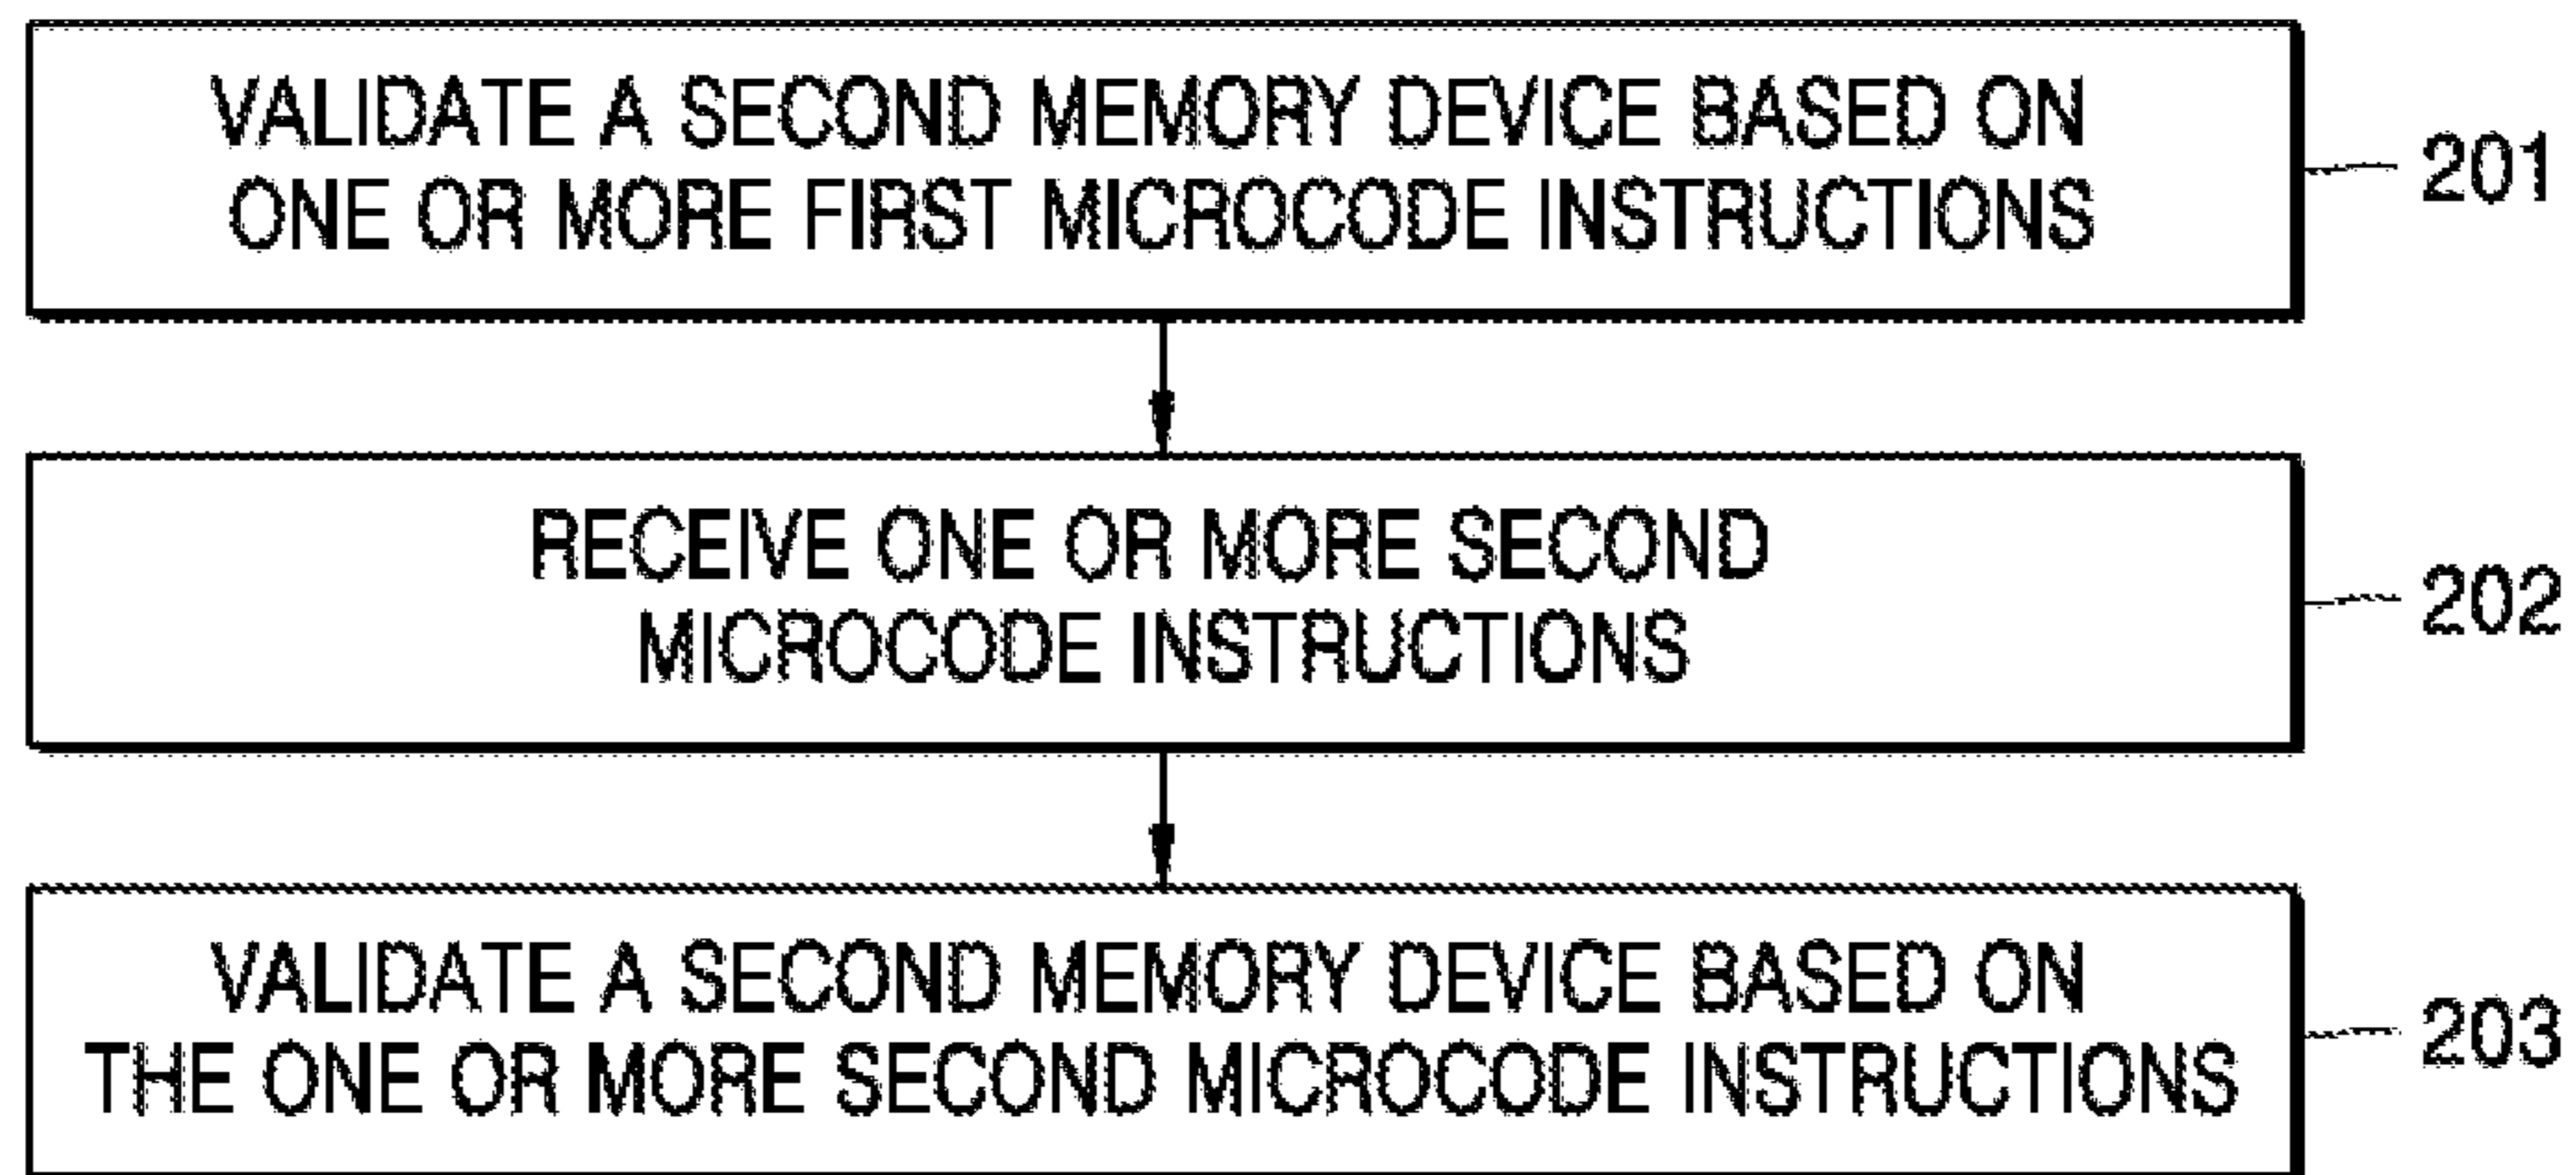 VALIDATE A SECOND MEMORY DEVICE BASED ON
ONE OR MORE FIRST MICROCODE INSTRUCTIONS
201
RECEIVE ONE OR MORE SECOND
MICROCODE INSTRUCTIONS
202
VALIDATE A SECOND MEMORY DEVICE BASED ON
THE ONE OR MORE SECOND MICROCODE INSTRUCTIONS
203